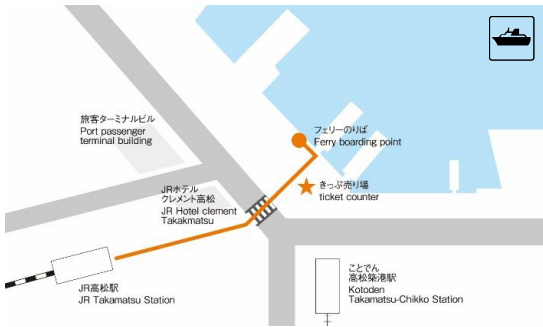 旅客ターミナルビル
Port passenger
terminal building
フェリーのりば
Ferry boarding point
きっぷ売り場
ticket counter
JRホテル
クレメント高松
JR Hotel clement
Takakmatsu
JR高松駅
JR Takamatsu Station
ことでん
高松築港駅
Kotoden
Takamatsu-Chikko Station